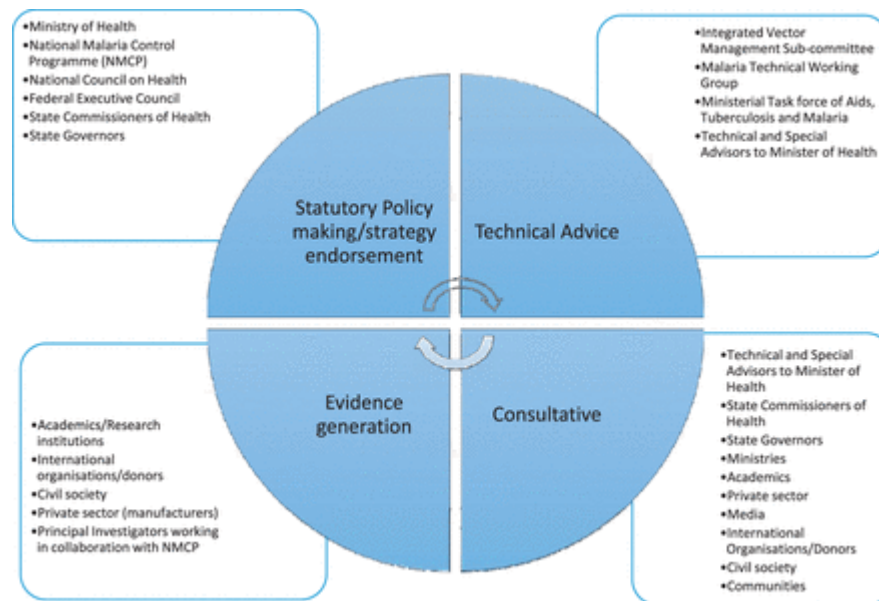 •Ministry of Health
•National Malaria Control
Programme (NMCP)
•National Council on Health
•Federal Executive Council
•State Commissioners of Health
•State Governors
•Integrated Vector
Management Sub-committee
•Malaria Technical Working
Group
•Ministerial Task force of Aids,
Tuberculosis and Malaria
•Technical and Special
Advisors to Minister of Health
Statutory Policy
making/strategy
endorsement
Technical Advice
Evidence
generation
Consultative
•Academics/Research
institutions
•International
organisations/donors
•Civil society
•Private sector (manufacturers)
•Principal Investigators working
in collaboration with NMCP
•Technical and Special
Advisors to Minister of
Health
•State Commissioners of
Health
•State Governors
•Ministries
•Academics
•Private sector
•Media
•International
Organisations/Donors
•Civil society
•Communities